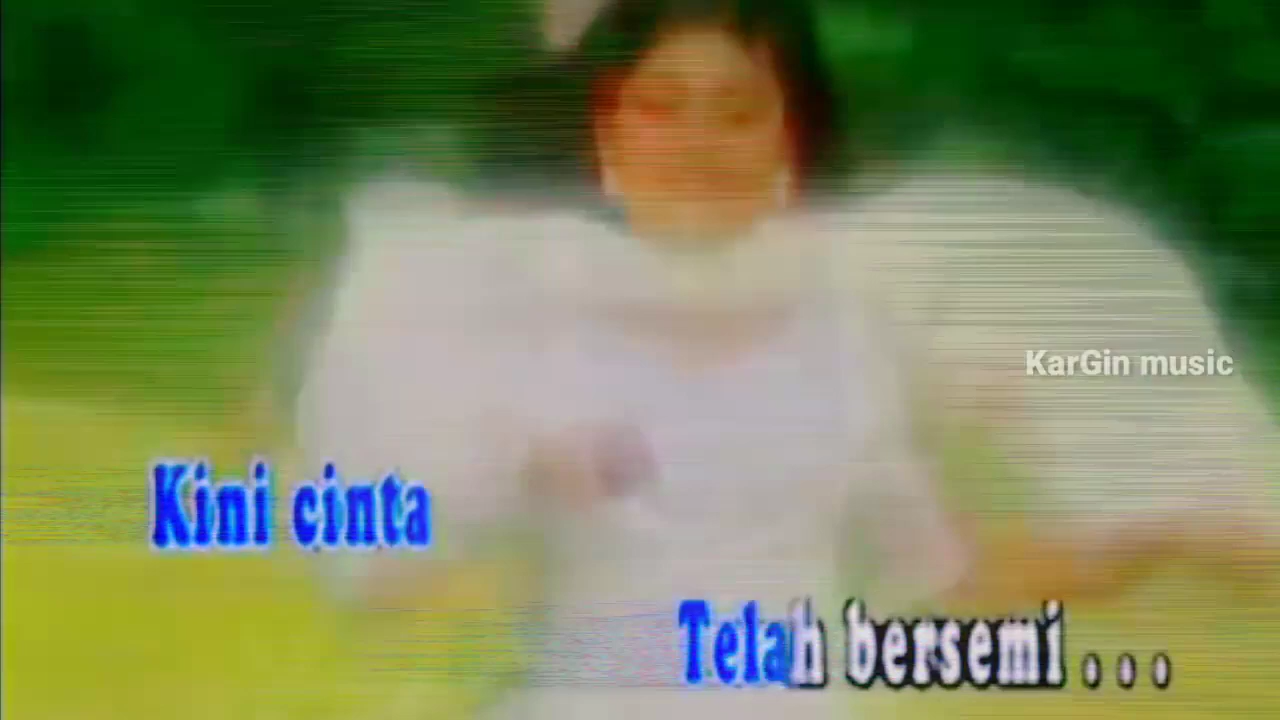 KarGin music
Kini cinta
Telah bersemi . . .